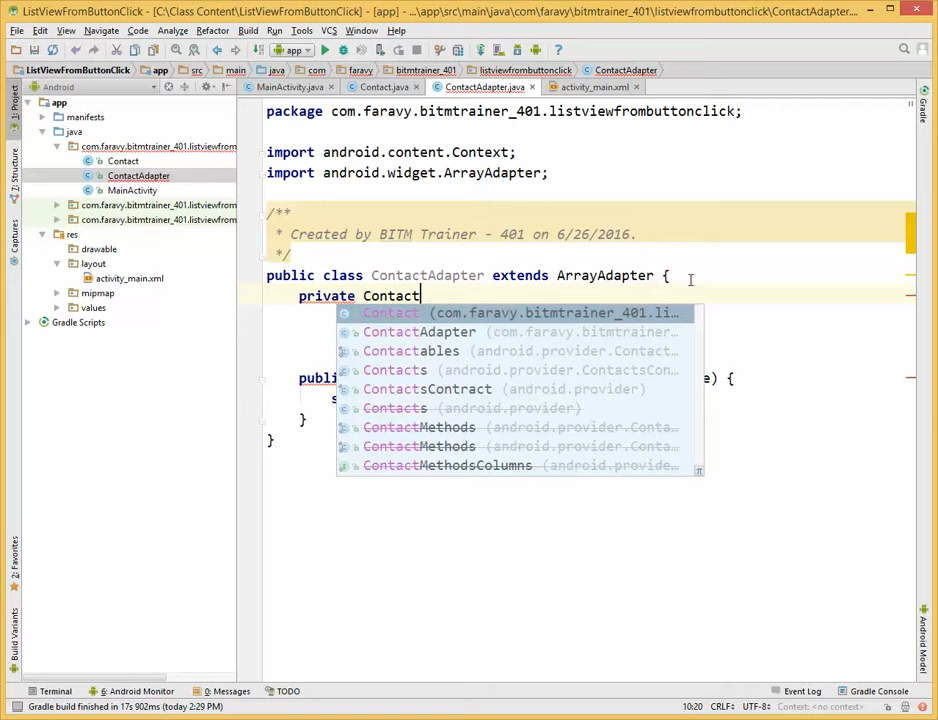 ListViewFromButtonClick - [C:\Class Content\ListViewFromButtonClick] - [app] - ...\app\src\main\java\com\faravy\bitmtrainer_401\listviewfrombuttonclick\ContactAdapter....
File Edit View Navigate Code Analyze Refactor Build Run Tools VCS Window Help
app
ListViewFromButtonClick app src main java com faravy bitmtrainer_401 listviewfrombuttonclick ContactAdapter
Android
MainActivity.java Contact.java ContactAdapter.java activity_main.xml
1: Project
7: Structure
Captures
2: Favorites
Build Variants
Gradle
Android Model
app
manifests
java
com.faravy.bitmtrainer_401.listviewfrom
Contact
ContactAdapter
MainActivity
com.faravy.bitmtrainer_401.listviewfrom
com.faravy.bitmtrainer_401.listviewfrom
res
drawable
layout
activity_main.xml
mipmap
values
Gradle Scripts
package com.faravy.bitmtrainer_401.listviewfrombuttonclick;
import android.content.Context;
import android.widget.ArrayAdapter;
/**
* Created by BITM Trainer - 401 on 6/26/2016.
*/
public class ContactAdapter extends ArrayAdapter {
private Contact
Contact (com.faravy.bitmtrainer_401.li...
ContactAdapter (com.faravy.bitmtrainer...
Contactables (android.provider.Contact...
Contacts (android.provider.ContactsCon...
ContactsContract (android.provider)
Contacts (android.provider)
ContactMethods (android.provider.Conta...
ContactMethods (android.provider.Conta...
ContactMethodsColumns (android.provide...
publi e) {
s
}
}
Terminal 6: Android Monitor 0: Messages TODO Event Log Gradle Console
Gradle build finished in 17s 902ms (today 2:29 PM) 10:20 CRLF÷ UTF-8÷ Context: <no context>